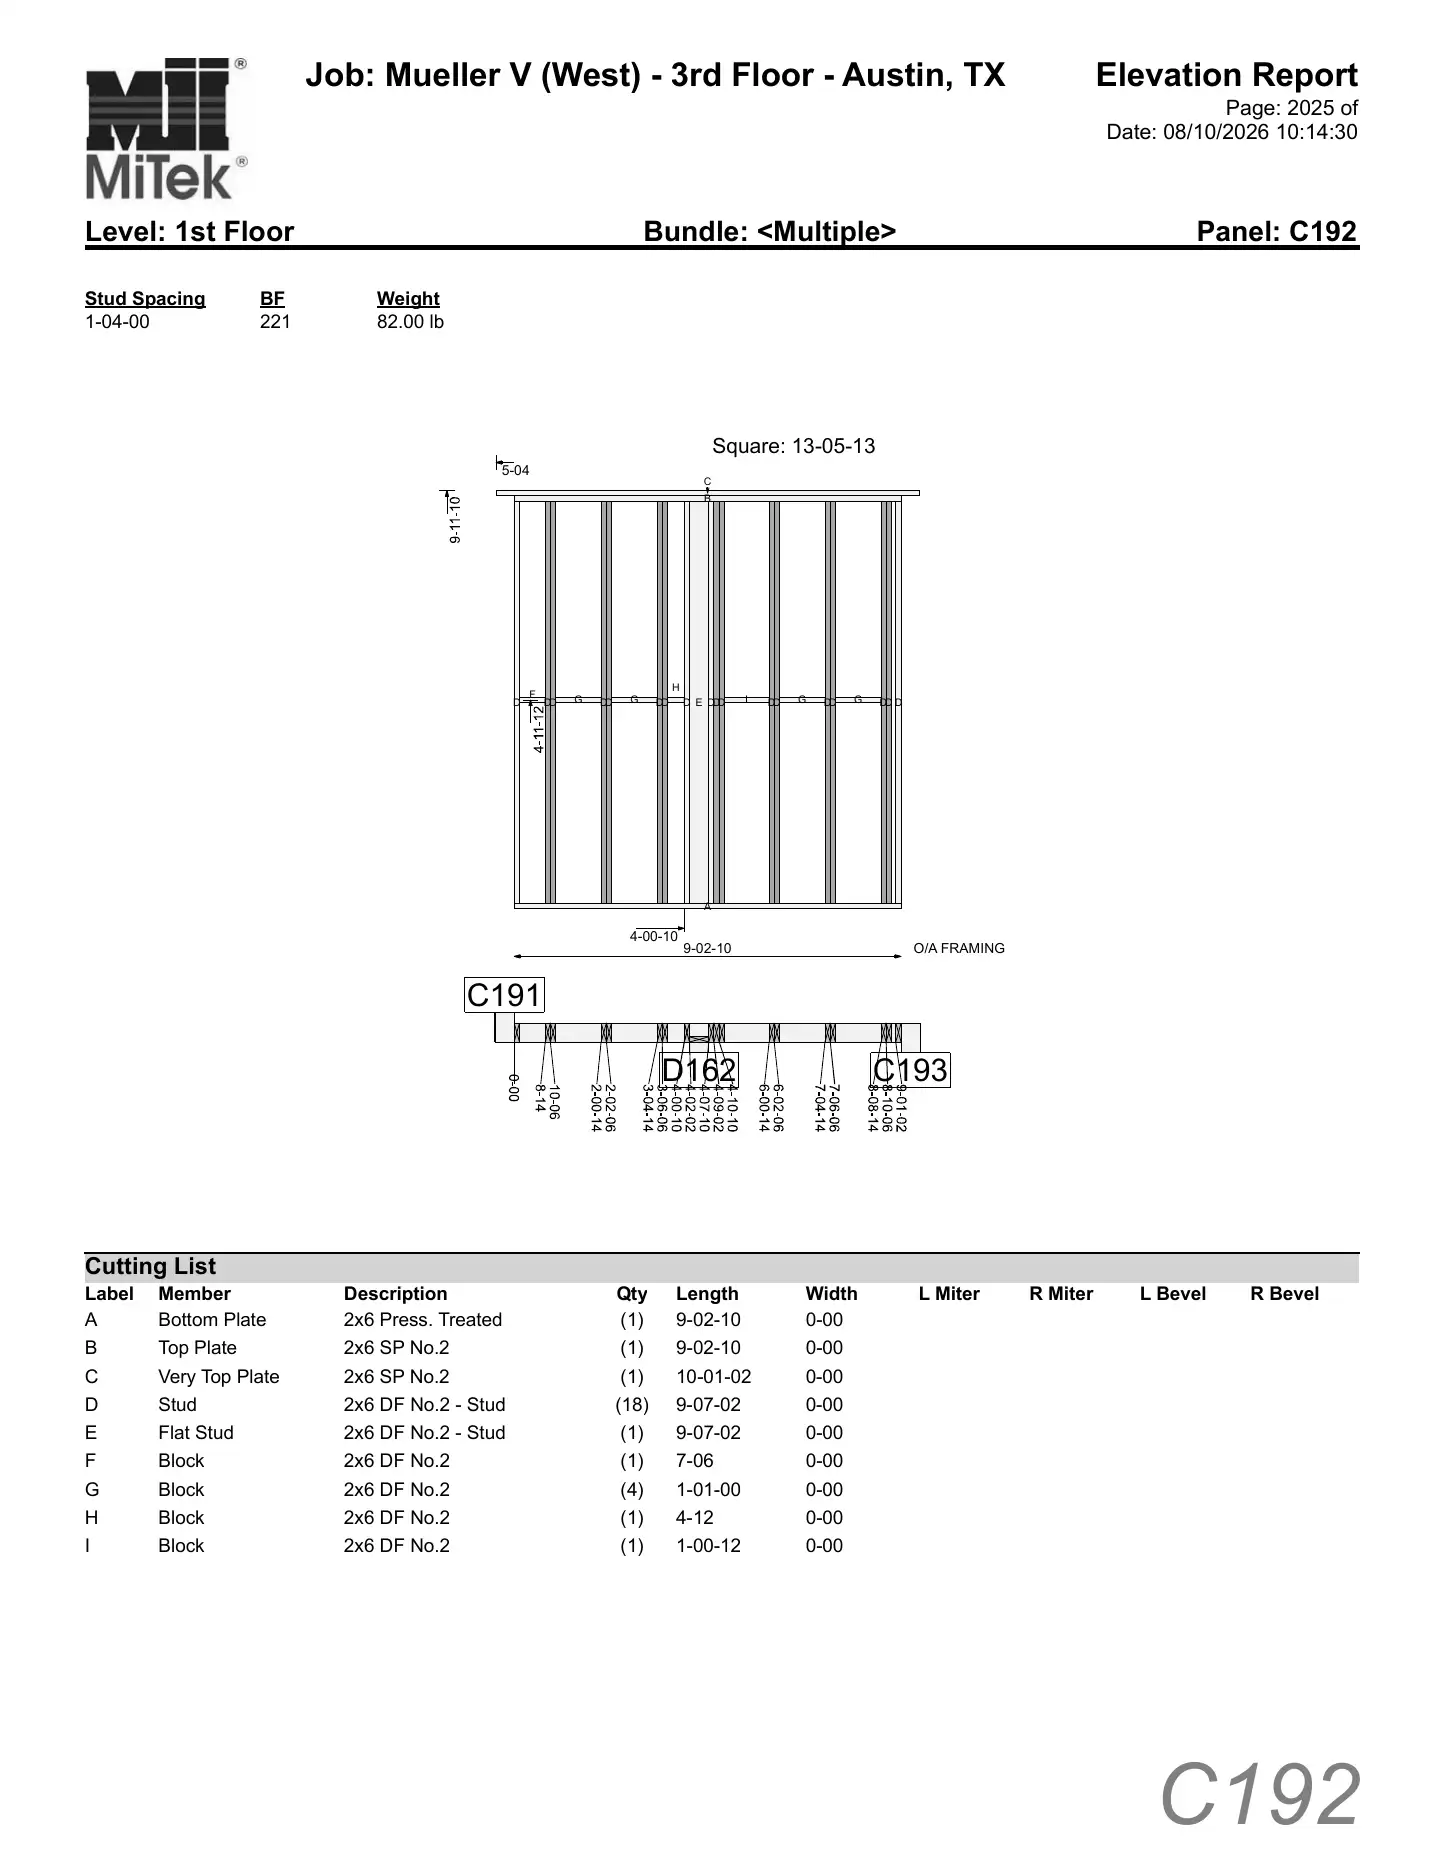 Job: Mueller V (West) - 3rd Floor - Austin, TX
Elevation Report
Page: 2025 of
Date: 08/10/2026 10:14:30
MiTek®
Level: 1st Floor
Bundle: <Multiple>
Panel: C192
Stud Spacing BF Weight
1-04-00 221 82.00 lb
Square: 13-05-13
5-04
C
B
9-11-10
H
F G G E I G G
D D D D D D D D D D D D D D D D D D
4-11-12
A
4-00-10
9-02-10
O/A FRAMING
C191
D162
C193
0-00
8-14
10-06
2-00-14
2-02-06
3-04-14
3-06-06
4-00-10
4-02-02
4-07-10
4-09-02
4-10-10
6-00-14
6-02-06
7-04-14
7-06-06
8-08-14
8-10-06
9-01-02
Cutting List
Label Member Description Qty Length Width L Miter R Miter L Bevel R Bevel
A Bottom Plate 2x6 Press. Treated (1) 9-02-10 0-00
B Top Plate 2x6 SP No.2 (1) 9-02-10 0-00
C Very Top Plate 2x6 SP No.2 (1) 10-01-02 0-00
D Stud 2x6 DF No.2 - Stud (18) 9-07-02 0-00
E Flat Stud 2x6 DF No.2 - Stud (1) 9-07-02 0-00
F Block 2x6 DF No.2 (1) 7-06 0-00
G Block 2x6 DF No.2 (4) 1-01-00 0-00
H Block 2x6 DF No.2 (1) 4-12 0-00
I Block 2x6 DF No.2 (1) 1-00-12 0-00
C192